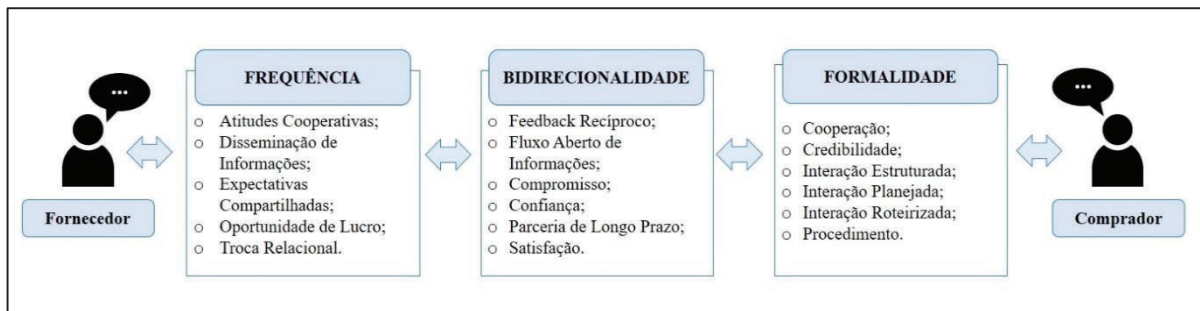 ...
Fornecedor
FREQUÊNCIA
o Atitudes Cooperativas;
o Disseminação de
Informações;
o Expectativas
Compartilhadas;
o Oportunidade de Lucro;
o Troca Relacional.
BIDIRECIONALIDADE
o Feedback Recíproco;
o Fluxo Aberto de
Informações;
o Compromisso;
o Confiança;
o Parceria de Longo Prazo;
o Satisfação.
FORMALIDADE
o Cooperação;
o Credibilidade;
o Interação Estruturada;
o Interação Planejada;
o Interação Roteirizada;
o Procedimento.
...
Comprador